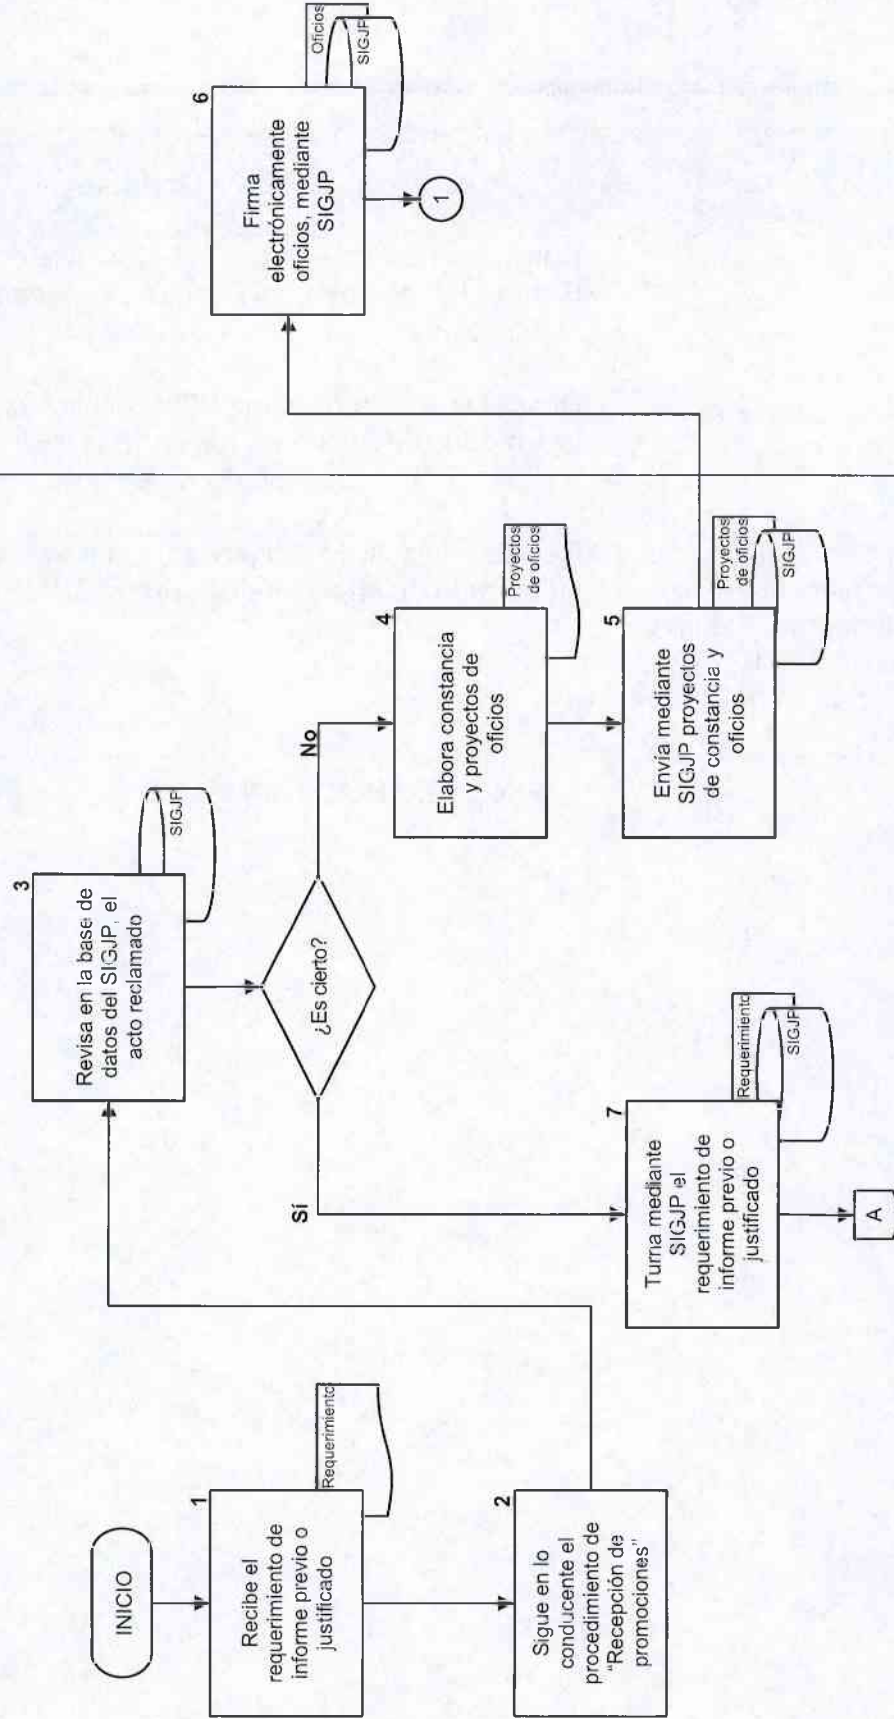 INICIO
1
Recibe el
requerimiento de
informe previo o
justificado
Requerimiento
2
Sigue en lo
conducente el
procedimiento de
"Recepción de
promociones"
3
Revisa en la base de
datos del SIGJP, el
acto reclamado
SIGJP
¿Es cierto?
Sí
No
4
Elabora constancia
y proyectos de
oficios
Proyectos
de oficios
5
Envía mediante
SIGJP proyectos
de constancia y
oficios
Proyectos
de oficios
SIGJP
6
Firma
electrónicamente
oficios, mediante
SIGJP
Oficios
SIGJP
1
7
Turna mediante
SIGJP el
requerimiento de
informe previo o
justificado
Requerimiento
SIGJP
A